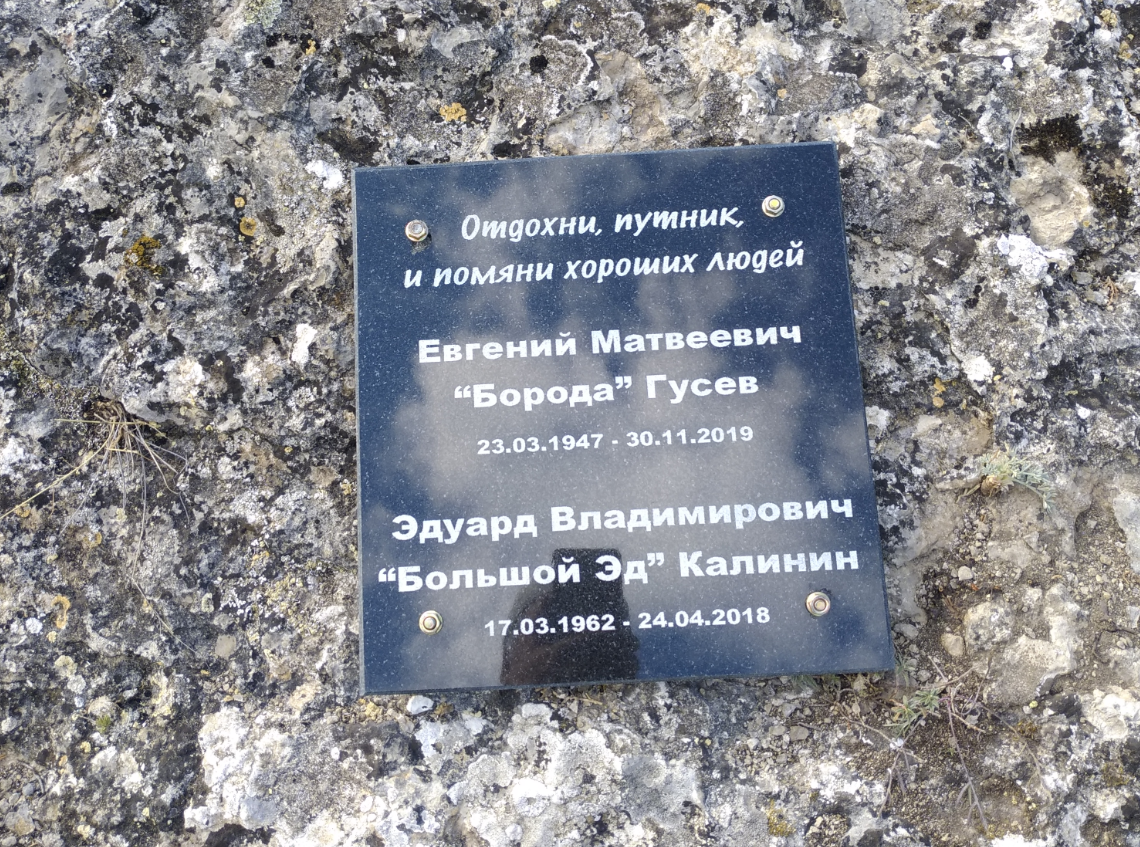 Отдохни, путник,
и помяни хороших людей
Евгений Матвеевич
“Борода” Гусев
23.03.1947 - 30.11.2019
Эдуард Владимирович
“Большой Эд” Калинин
17.03.1962 - 24.04.2018